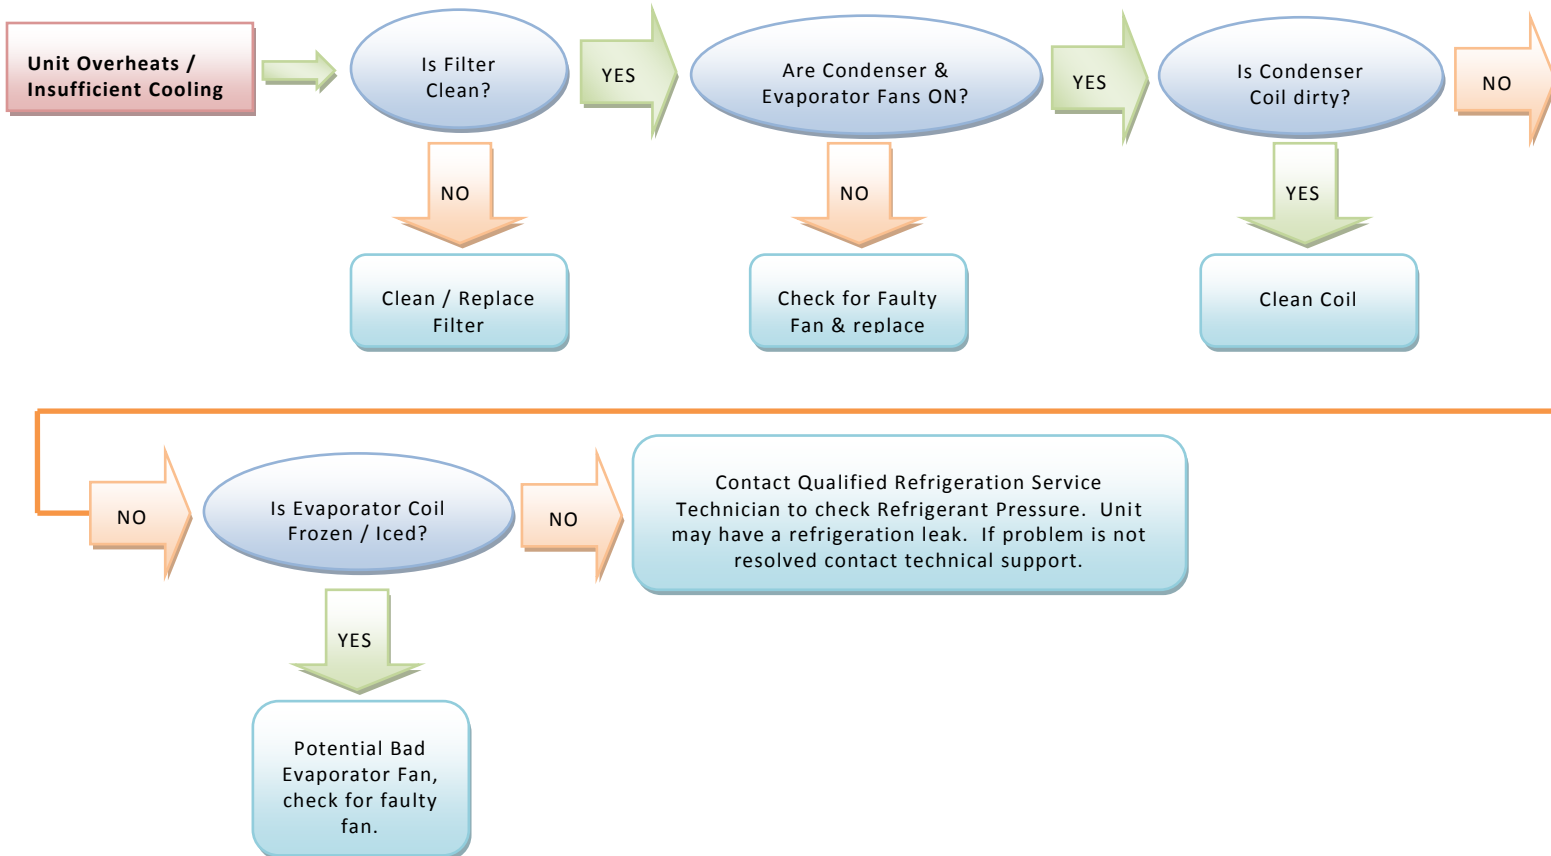 Unit Overheats /
Insufficient Cooling
Is Filter
Clean?
YES
Are Condenser &
Evaporator Fans ON?
YES
Is Condenser
Coil dirty?
NO
NO
NO
YES
Clean / Replace
Filter
Check for Faulty
Fan & replace
Clean Coil
NO
Is Evaporator Coil
Frozen / Iced?
NO
Contact Qualified Refrigeration Service
Technician to check Refrigerant Pressure.  Unit
may have a refrigeration leak.  If problem is not
resolved contact technical support.
YES
Potential Bad
Evaporator Fan,
check for faulty
fan.